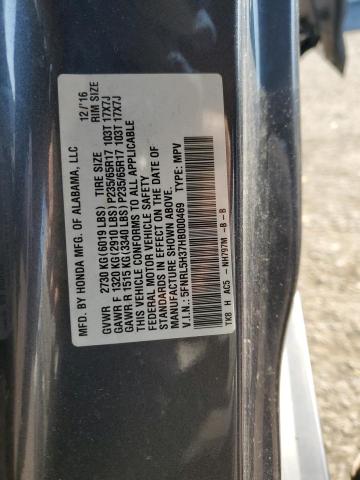 MFD. BY HONDA MFG. OF ALABAMA, LLC 12/'16
GVWR 2730 KG (6019 LBS) TIRE SIZE RIM SIZE
GAWR F 1320 KG (2910 LBS) P235/65R17 103T 17X7J
GAWR R 1515 KG (3340 LBS) P235/65R17 103T 17X7J
THIS VEHICLE CONFORMS TO ALL APPLICABLE
FEDERAL MOTOR VEHICLE SAFETY
STANDARDS IN EFFECT ON THE DATE OF
MANUFACTURE SHOWN ABOVE.
V.I.N.: 5FNRL5H37HB000469 TYPE: MPV
TK8 H AC5 - NH797M - B - B